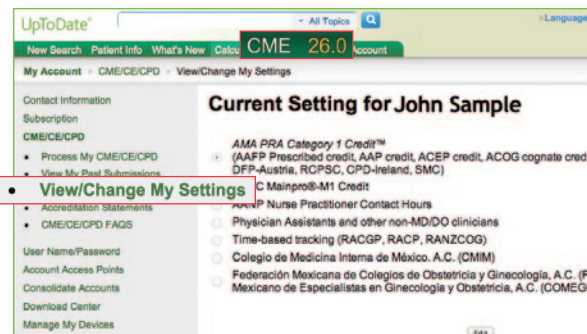 UpToDate®
All Topics
Language
New Search Patient Info What's New Calcu
CME 26.0
Account
My Account CME/CE/CPD View/Change My Settings
Contact Information
Subscription
CME/CE/CPD
• Process My CME/CE/CPD
• View My Past Submissions
• View/Change My Settings
• Accreditation Statements
• CME/CE/CPD FAQS
User Name/Password
Account Access Points
Consolidate Accounts
Download Center
Manage My Devices
Current Setting for John Sample
AMA PRA Category 1 Credit™
(AAFP Prescribed credit, AAP credit, ACEP credit, ACOG cognate cred
DFP-Austria, RCPSC, CPD-Ireland, SMC)
C Mainpro®-M1 Credit
AANP Nurse Practitioner Contact Hours
Physician Assistants and other non-MD/DO clinicians
Time-based tracking (RACGP, RACP, RANZCOG)
Colegio de Medicina Interna de México. A.C. (CMIM)
Federación Mexicana de Colegios de Obstetricia y Ginecología, A.C. (F
Mexicano de Especialistas en Ginecología y Obstetricia, A.C. (COMEG
Edit